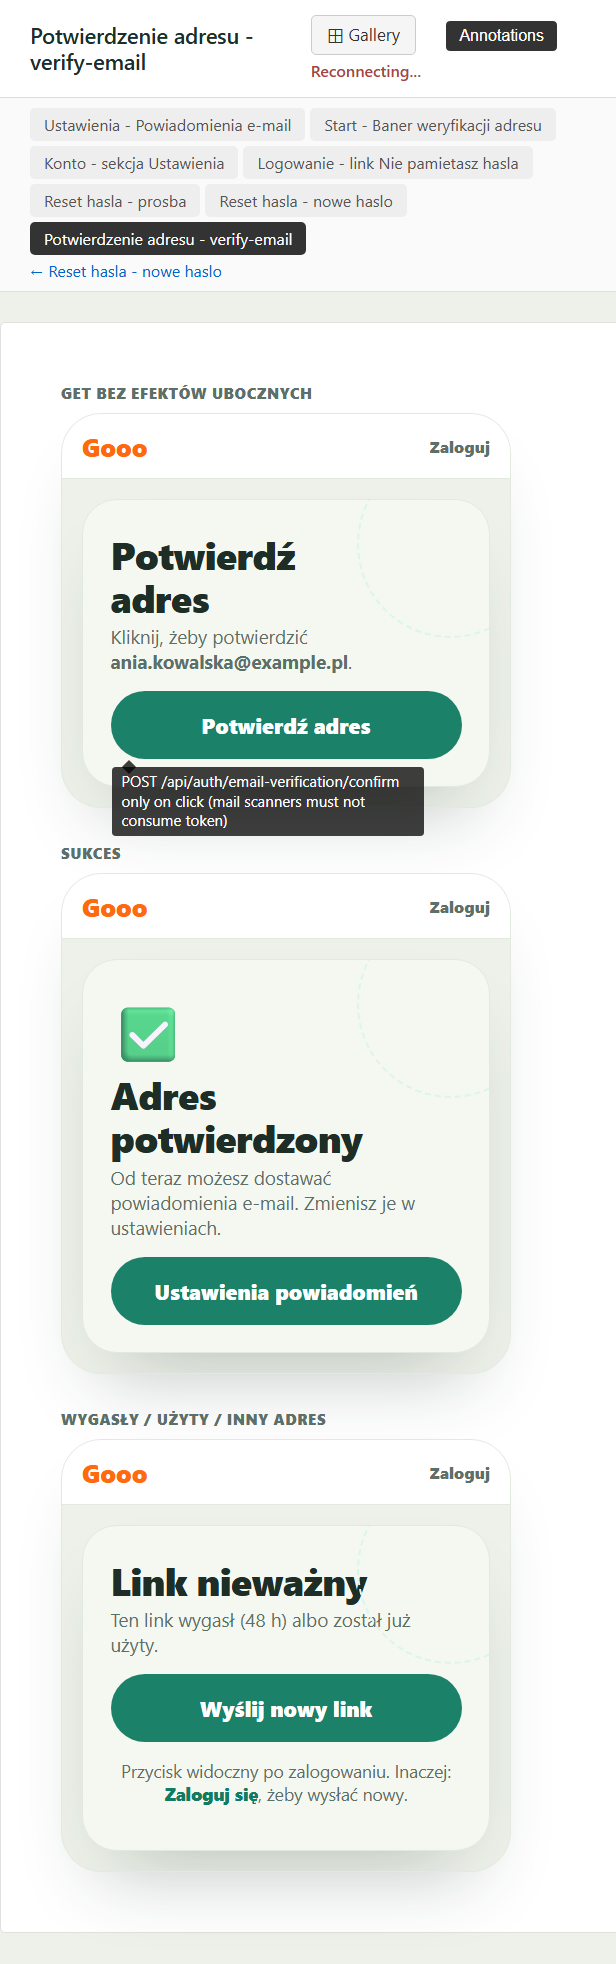 Potwierdzenie adresu -
verify-email
Gallery
Annotations
Reconnecting...
Ustawienia - Powiadomienia e-mail
Start - Baner weryfikacji adresu
Konto - sekcja Ustawienia
Logowanie - link Nie pamietasz hasla
Reset hasla - prosba
Reset hasla - nowe haslo
Potwierdzenie adresu - verify-email
← Reset hasla - nowe haslo
GET BEZ EFEKTÓW UBOCZNYCH
Gooo
Zaloguj
Potwierdź
adres
Kliknij, żeby potwierdzić
ania.kowalska@example.pl.
Potwierdź adres
POST /api/auth/email-verification/confirm
only on click (mail scanners must not
consume token)
SUKCES
Gooo
Zaloguj
Adres
potwierdzony
Od teraz możesz dostawać
powiadomienia e-mail. Zmienisz je w
ustawieniach.
Ustawienia powiadomień
WYGASŁY / UŻYTY / INNY ADRES
Gooo
Zaloguj
Link nieważny
Ten link wygasł (48 h) albo został już
użyty.
Wyślij nowy link
Przycisk widoczny po zalogowaniu. Inaczej:
Zaloguj się, żeby wysłać nowy.